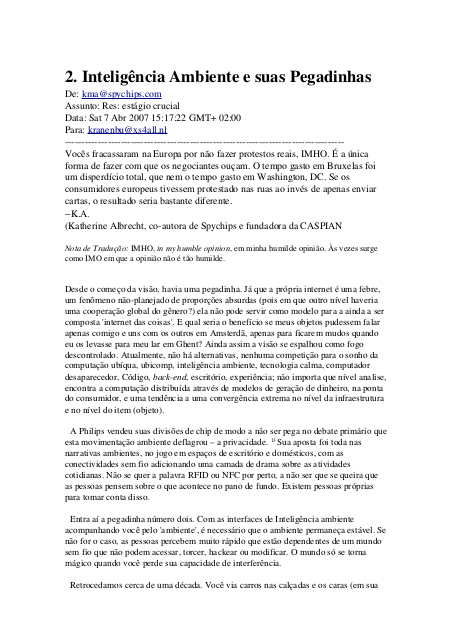 2. Inteligência Ambiente e suas Pegadinhas
De: kma@spychips.com
Assunto: Res: estágio crucial
Data: Sat 7 Abr 2007 15:17:22 GMT+ 02:00
Para: kranenbu@xs4all.nl
--------------------------------------------------------------------------------
Vocês fracassaram na Europa por não fazer protestos reais, IMHO. É a única
forma de fazer com que os negociantes ouçam. O tempo gasto em Bruxelas foi
um disperdício total, que nem o tempo gasto em Washington, DC. Se os
consumidores europeus tivessem protestado nas ruas ao invés de apenas enviar
cartas, o resultado seria bastante diferente.
–K.A.
(Katherine Albrecht, co-autora de Spychips e fundadora da CASPIAN
Nota de Tradução: IMHO, in my humble opinion, em minha humilde opinião. Às vezes surge
como IMO em que a opinião não é tão humilde.
Desde o começo da visão, havia uma pegadinha. Já que a própria internet é uma febre,
um fenômeno não-planejado de proporções absurdas (pois em que outro nível haveria
uma cooperação global do gênero?) ela não pode servir como modelo para a ainda a ser
composta 'internet das coisas'. E qual seria o benefício se meus objetos pudessem falar
apenas comigo e uns com os outros em Amsterdã, apenas para ficarem mudos quando
eu os levasse para meu lar em Ghent? Ainda assim a visão se espalhou como fogo
descontrolado. Atualmente, não há alternativas, nenhuma competição para o sonho da
computação ubíqua, ubicomp, inteligência ambiente, tecnologia calma, computador
desaparecedor, Código, back-end, escritório, experiência; não importa que nível analise,
encontra a computação distribuída através de modelos de geração de dinheiro, na ponta
do consumidor, e uma tendência a uma convergência extrema no nível da infraestrutura
e no nível do item (objeto).
A Philips vendeu suas divisões de chip de modo a não ser pega no debate primário que
esta movimentação ambiente deflagrou – a privacidade. Sua aposta foi toda nas
narrativas ambientes, no jogo em espaços de escritório e domésticos, com as
conectividades sem fio adicionando uma camada de drama sobre as atividades
cotidianas. Não se quer a palavra RFID ou NFC por perto, a não ser que se queira que
as pessoas pensem sobre o que acontece no pano de fundo. Existem pessoas próprias
para tomar conta disso.
Entra aí a pegadinha número dois. Com as interfaces de Inteligência ambiente
acompanhando você pelo 'ambiente', é necessário que o ambiente permaneça estável. Se
não for o caso, as pessoas percebem muito rápido que estão dependentes de um mundo
sem fio que não podem acessar, torcer, hackear ou modificar. O mundo só se torna
mágico quando você perde sua capacidade de interferência.
Retrocedamos cerca de uma década. Você via carros nas calçadas e os caras (em sua